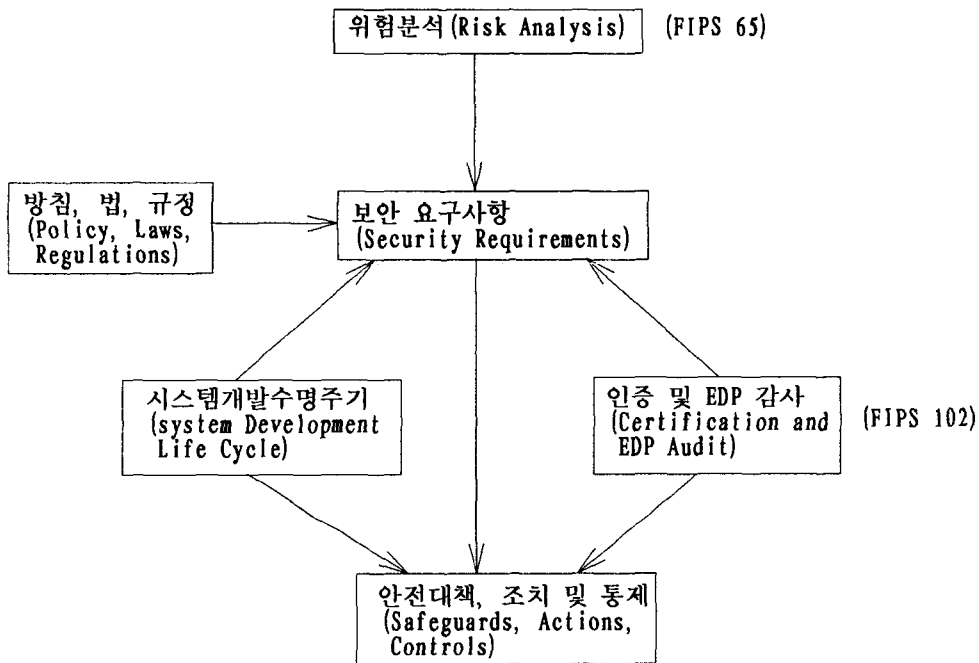 위험분석(Risk Analysis) (FIPS 65)
방침, 법, 규정
(Policy, Laws,
Regulations)
보안 요구사항
(Security Requirements)
시스템개발수명주기
(system Development
Life Cycle)
인증 및 EDP 감사
(Certification and
EDP Audit)
(FIPS 102)
안전대책, 조치 및 통제
(Safeguards, Actions,
Controls)